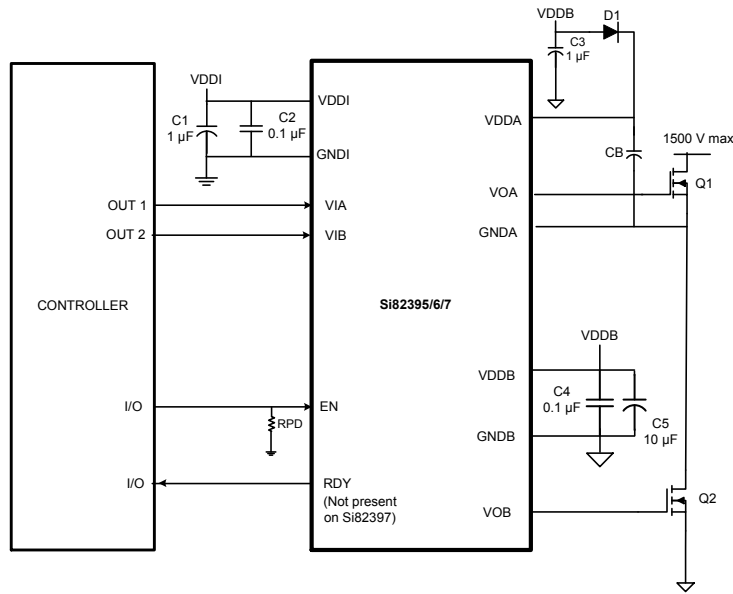 VDDB
D1
C3
1 µF
VDDI
C1
1 µF
C2
0.1 µF
VDDI
GNDI
VDDA
CB
1500 V max
Q1
VOA
GNDA
OUT 1
VIA
OUT 2
VIB
CONTROLLER
Si82395/6/7
VDDB
VDDB
C4
0.1 µF
C5
10 µF
GNDB
I/O
EN
RPD
I/O
RDY
(Not present
on Si82397)
VOB
Q2